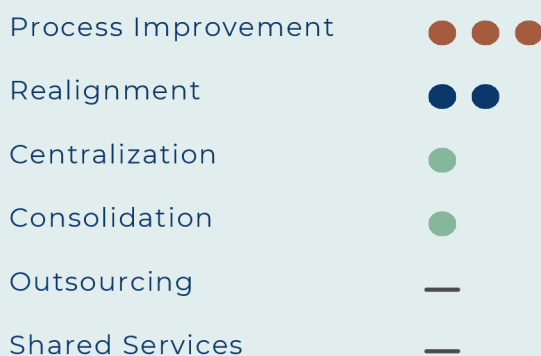 Process Improvement
Realignment
Centralization
Consolidation
Outsourcing
Shared Services